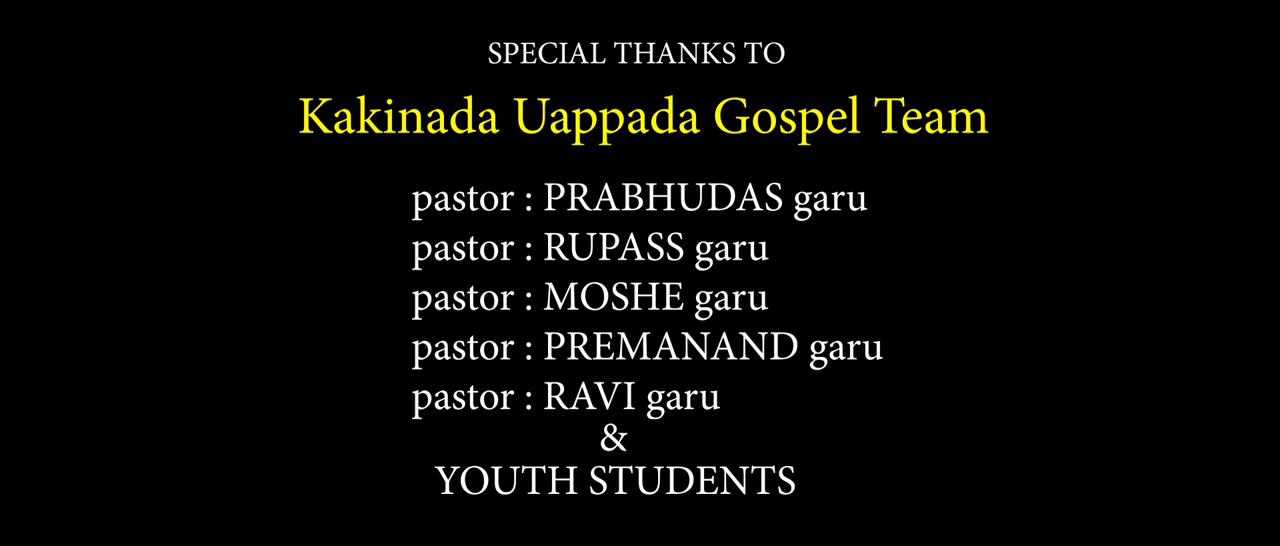 SPECIAL THANKS TO
Kakinada Uappada Gospel Team
pastor : PRABHUDAS garu
pastor : RUPASS garu
pastor : MOSHE garu
pastor : PREMANAND garu
pastor : RAVI garu
&
YOUTH STUDENTS